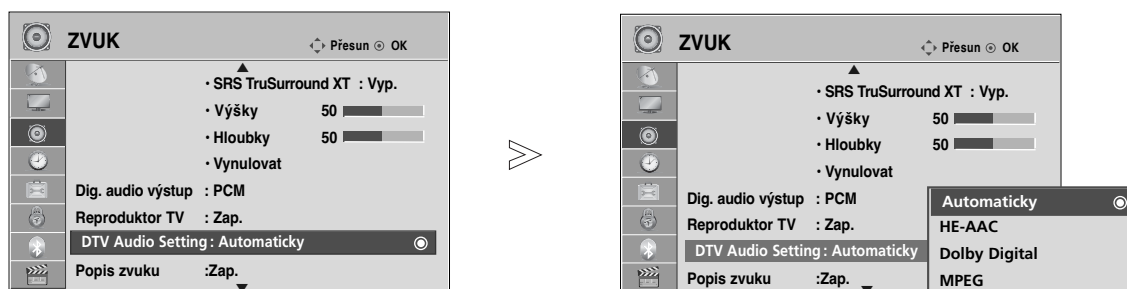 ZVUK
Přesun OK
• SRS TruSurround XT : Vyp.
• Výšky 50
• Hloubky 50
• Vynulovat
Dig. audio výstup : PCM
Reproduktor TV : Zap.
DTV Audio Setting : Automaticky
Popis zvuku :Zap.
ZVUK
Přesun OK
• SRS TruSurround XT : Vyp.
• Výšky 50
• Hloubky 50
• Vynulovat
Dig. audio výstup : PCM
Reproduktor TV : Zap.
DTV Audio Setting : Automaticky
Popis zvuku :Zap.
Automaticky
HE-AAC
Dolby Digital
MPEG